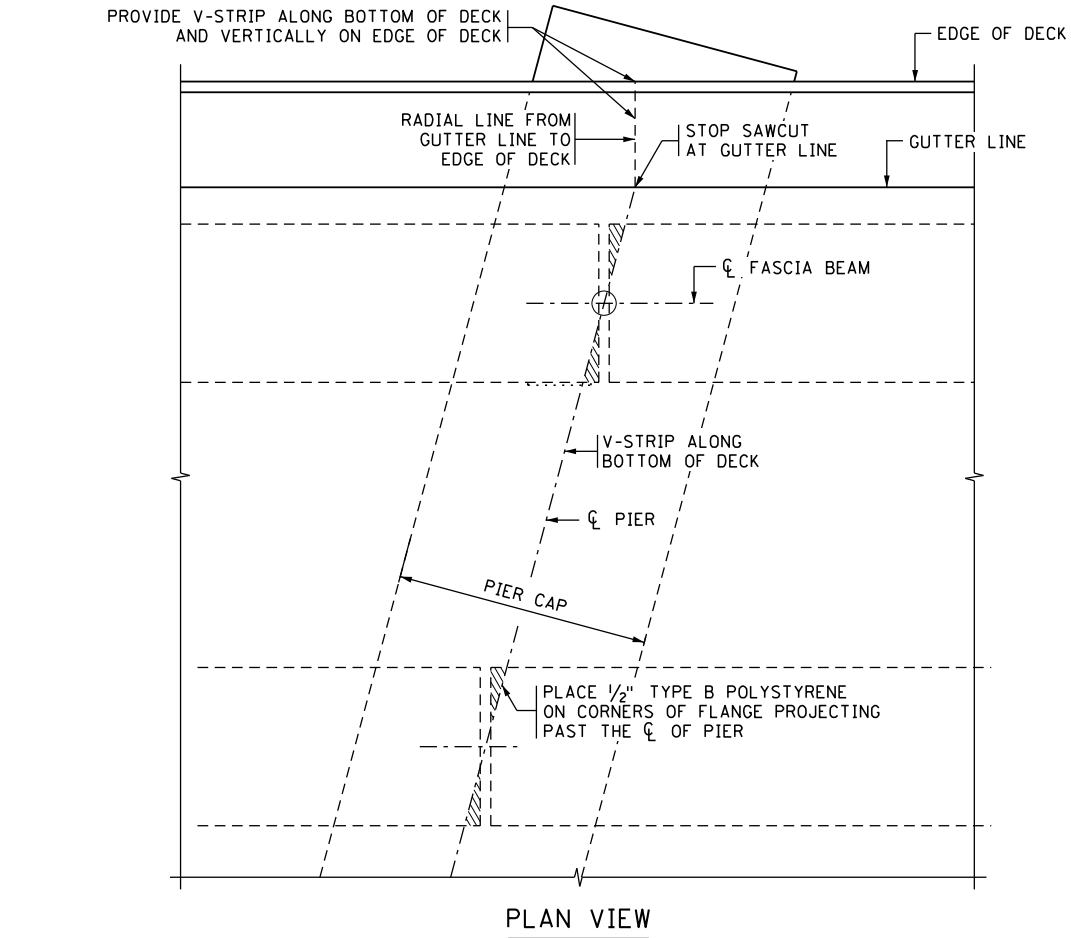 PROVIDE V-STRIP ALONG BOTTOM OF DECK
AND VERTICALLY ON EDGE OF DECK
EDGE OF DECK
RADIAL LINE FROM
GUTTER LINE TO
EDGE OF DECK
STOP SAWCUT
AT GUTTER LINE
GUTTER LINE
℄ FASCIA BEAM
V-STRIP ALONG
BOTTOM OF DECK
℄ PIER
PIER CAP
PLACE ½" TYPE B POLYSTYRENE
ON CORNERS OF FLANGE PROJECTING
PAST THE ℄ OF PIER
PLAN VIEW